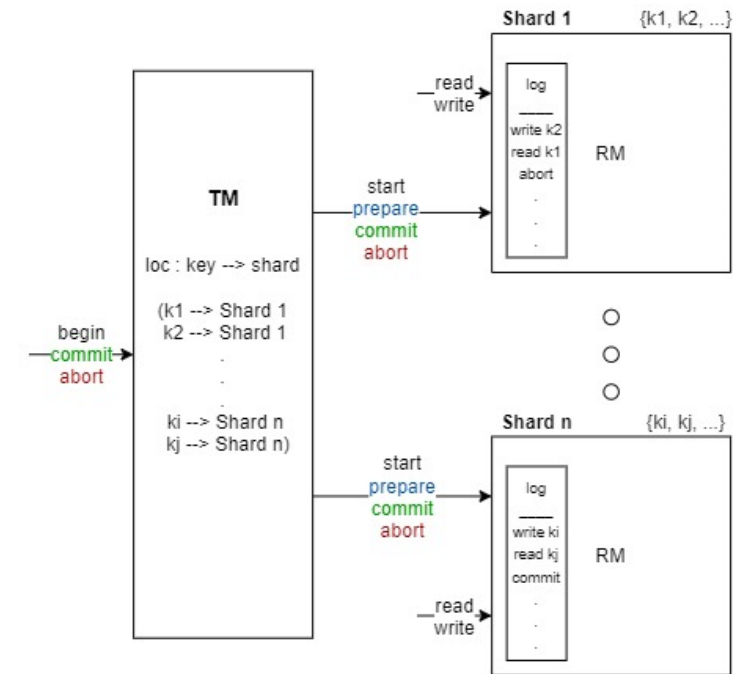 Shard 1 {k1, k2, ...}
read
write
log
write k2
read k1
abort
.
.
.
RM
TM
loc : key --> shard
(k1 --> Shard 1
k2 --> Shard 1
.
.
.
ki --> Shard n
kj --> Shard n)
begin
commit
abort
start
prepare
commit
abort
Shard n {ki, kj, ...}
start
prepare
commit
abort
log
write ki
read kj
commit
.
.
.
RM
read
write